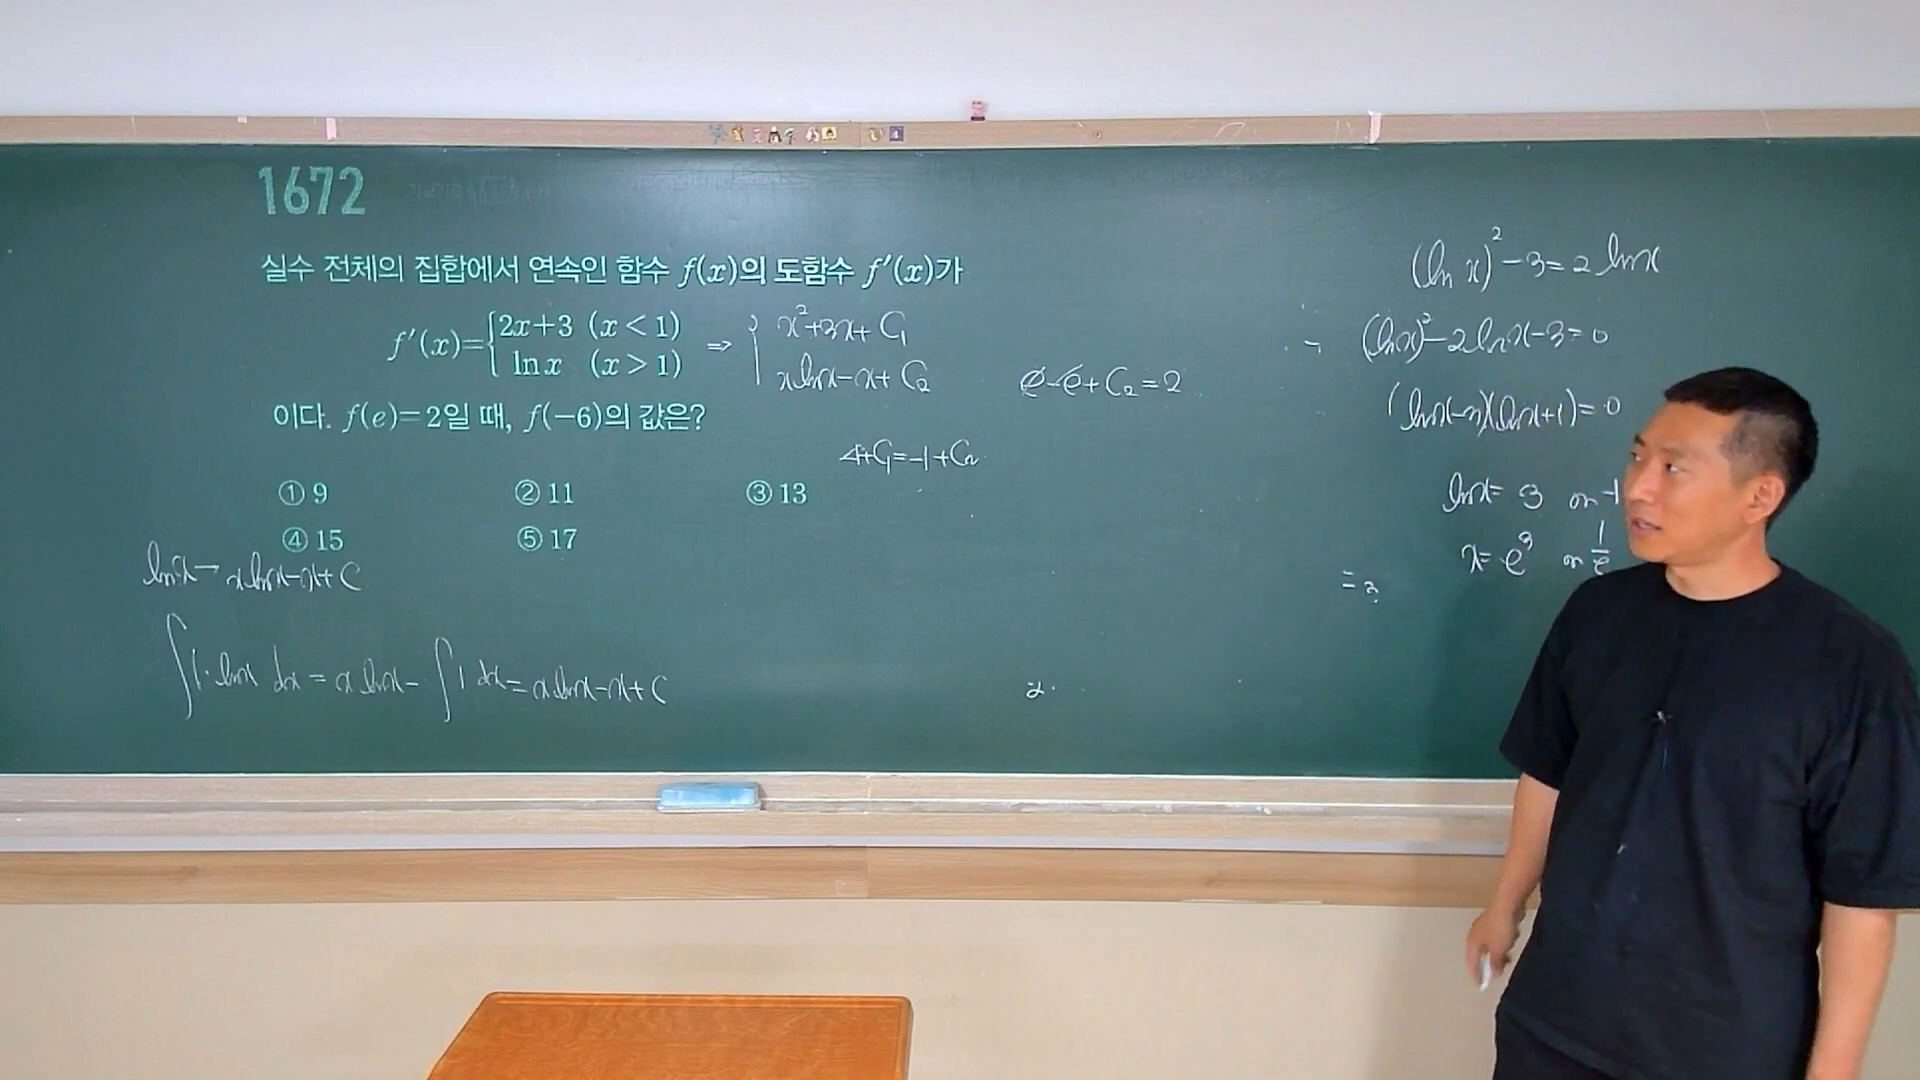 1672
실수 전체의 집합에서 연속인 함수 f(x)의 도함수 f'(x)가
f'(x)={2x+3 (x<1) ⇒ { x²+3x+C₁
ln x (x>1) xlnx-x+C₂
e-e+C₂=2
이다. f(e)=2일 때, f(-6)의 값은?
4+C₁=-1+C₂
① 9 ② 11 ③ 13
④ 15 ⑤ 17
lnx→xlnx-x+C
∫1·lnx dx=xlnx-∫1 dx=xlnx-x+C
(ln x)²-3=2lnx
(lnx)²-2lnx-3=0
(lnx-3)(lnx+1)=0
lnx=3 or -1
x=e³ or 1/e